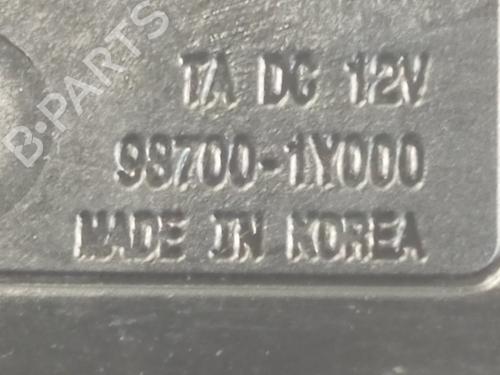 B-PARTS
TA DC 12V
98700-1Y000
MADE IN KOREA